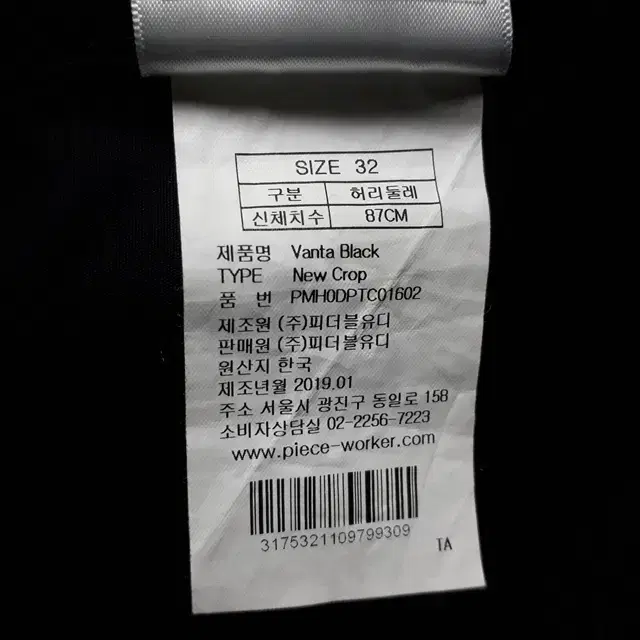 SIZE 32
구분 허리둘레
신체치수 87CM
제품명 Vanta Black
TYPE New Crop
품 번 PMH0DPTC01602
제조원 (주)피더블유디
판매원 (주)피더블유디
원산지 한국
제조년월 2019.01
주소 서울시 광진구 동일로 158
소비자상담실 02-2256-7223
www.piece-worker.com
3175321109799309
TA